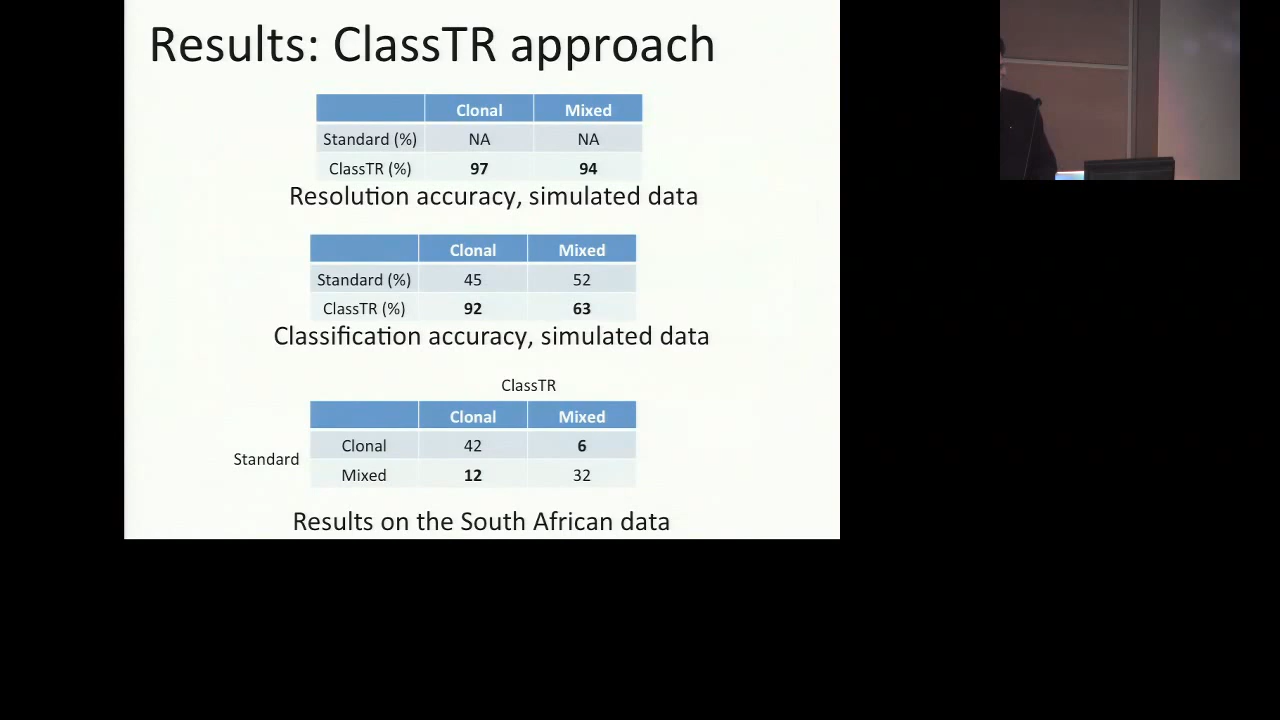 Results: ClassTR approach
Clonal Mixed
Standard (%) NA NA
ClassTR (%) 97 94
Resolution accuracy, simulated data
Clonal Mixed
Standard (%) 45 52
ClassTR (%) 92 63
Classification accuracy, simulated data
ClassTR
Clonal Mixed
Clonal 42 6
Standard
Mixed 12 32
Results on the South African data